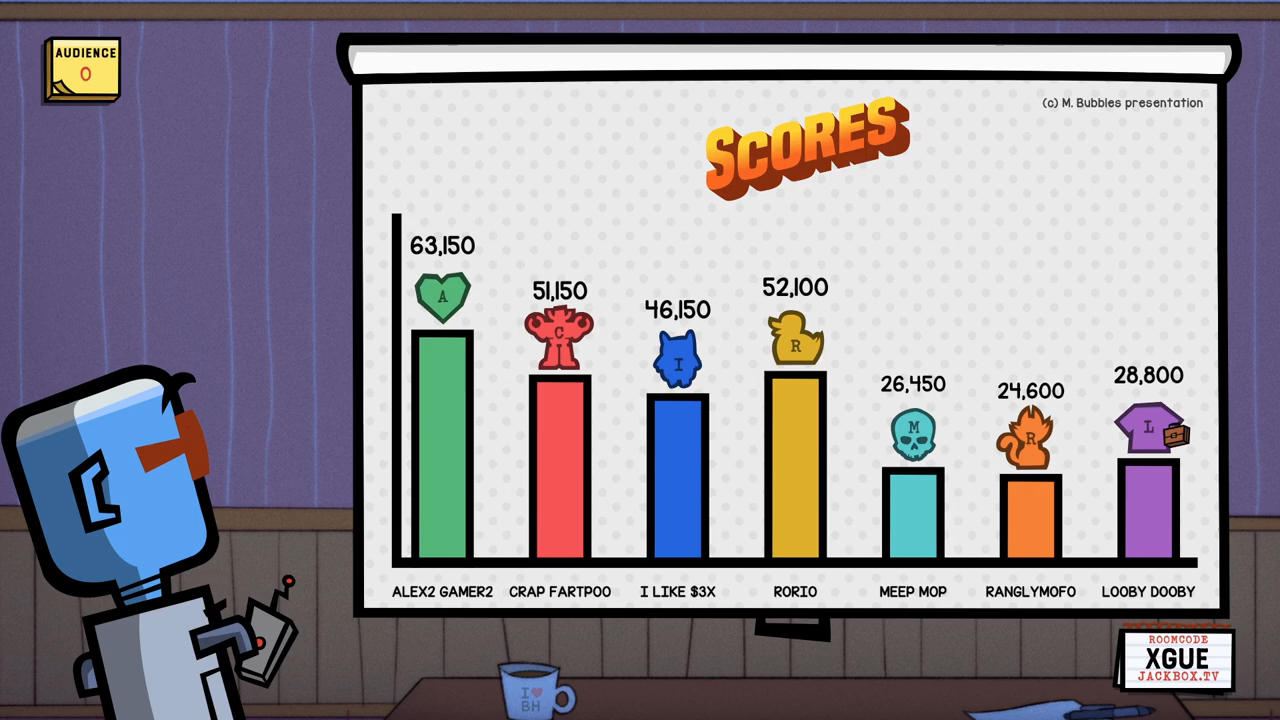 AUDIENCE
0
(c) M. Bubbles presentation
SCORES
63,150
51,150
46,150
52,100
26,450
24,600
28,800
A
C
I
R
M
R
L
ALEX2 GAMER2
CRAP FARTPOO
I LIKE $3X
RORIO
MEEP MOP
RANGLYMOFO
LOOBY DOOBY
ROOMCODE
XGUE
JACKBOX.TV
I ♥
BH